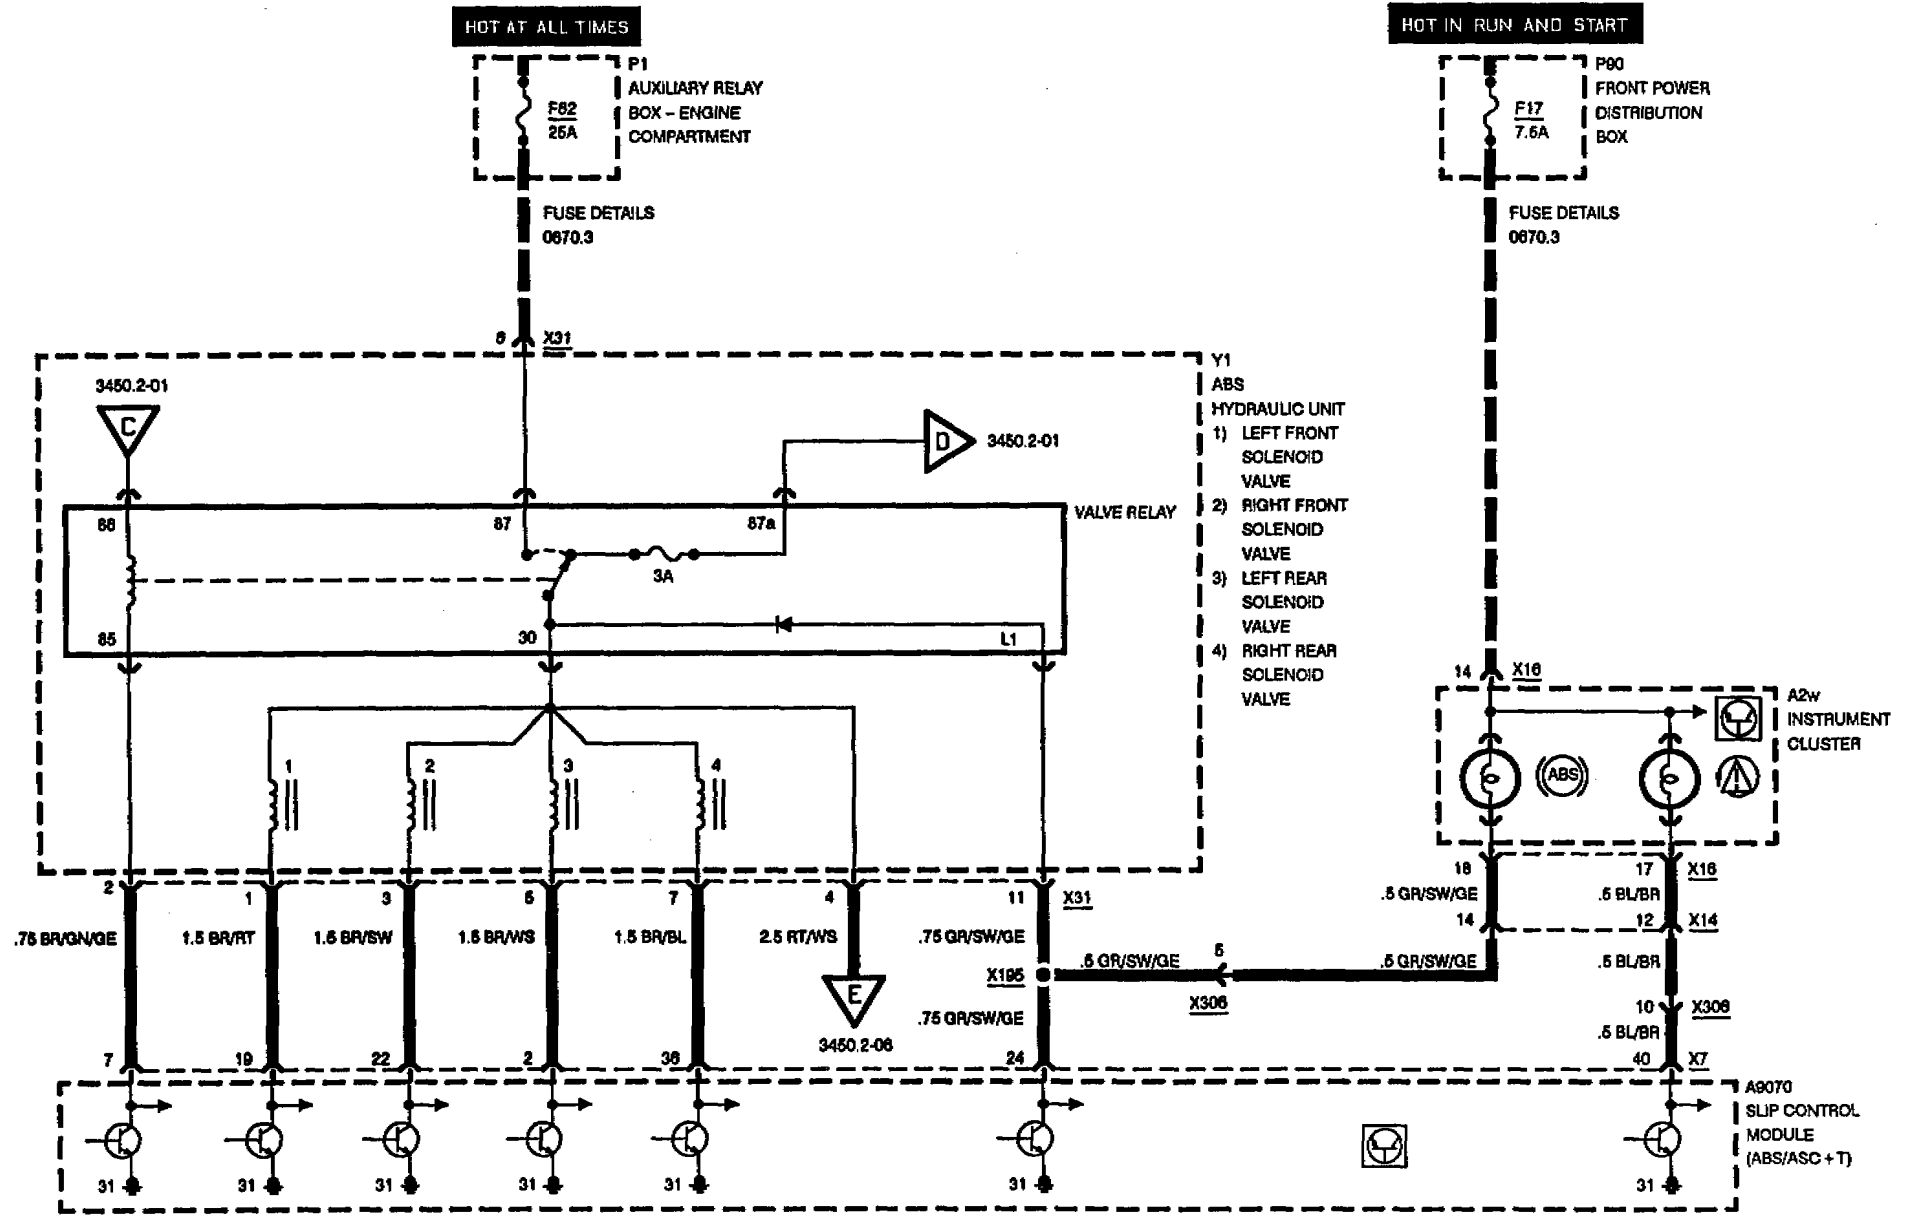 HOT AT ALL TIMES
HOT IN RUN AND START
P1
AUXILIARY RELAY
BOX – ENGINE
COMPARTMENT
F62
25A
P90
FRONT POWER
DISTRIBUTION
BOX
F17
7.5A
FUSE DETAILS
0670.3
FUSE DETAILS
0670.3
6 X31
Y1
ABS
HYDRAULIC UNIT
1) LEFT FRONT
SOLENOID
VALVE
2) RIGHT FRONT
SOLENOID
VALVE
3) LEFT REAR
SOLENOID
VALVE
4) RIGHT REAR
SOLENOID
VALVE
3450.2-01
C
D 3450.2-01
VALVE RELAY
86 87 87a
3A
85 30 L1
14 X16
A2w
INSTRUMENT
CLUSTER
ABS
1 2 3 4
18 17 X16
2 1 3 5 7 4 11 X31
.5 GR/SW/GE .5 BL/BR
14 12 X14
.75 BR/GN/GE 1.5 BR/RT 1.5 BR/SW 1.5 BR/WS 1.5 BR/BL 2.5 RT/WS .75 GR/SW/GE
X195 .5 GR/SW/GE 5 .5 GR/SW/GE .5 BL/BR
X306
E
3450.2-06
.75 GR/SW/GE
10 X306
.5 BL/BR
7 19 22 2 36 24 40 X7
A9070
SLIP CONTROL
MODULE
(ABS/ASC + T)
31 31 31 31 31 31 31